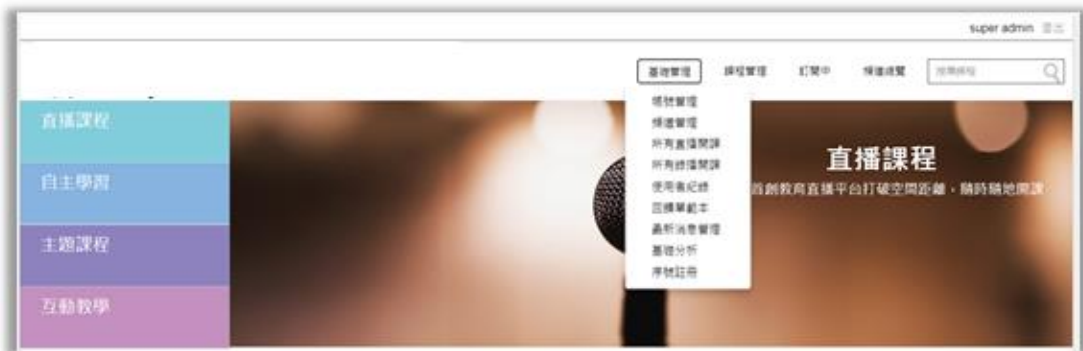 super admin 登出
基礎管理 課程管理 訂閱中 頻道總覽 搜尋課程
帳號管理
頻道管理
所有直播開課
所有錄播開課
使用者紀錄
回饋單範本
最新消息管理
基礎分析
序號註冊
直播課程
自主學習
主題課程
互動教學
直播課程
首創教育直播平台打破空間距離，隨時隨地開課